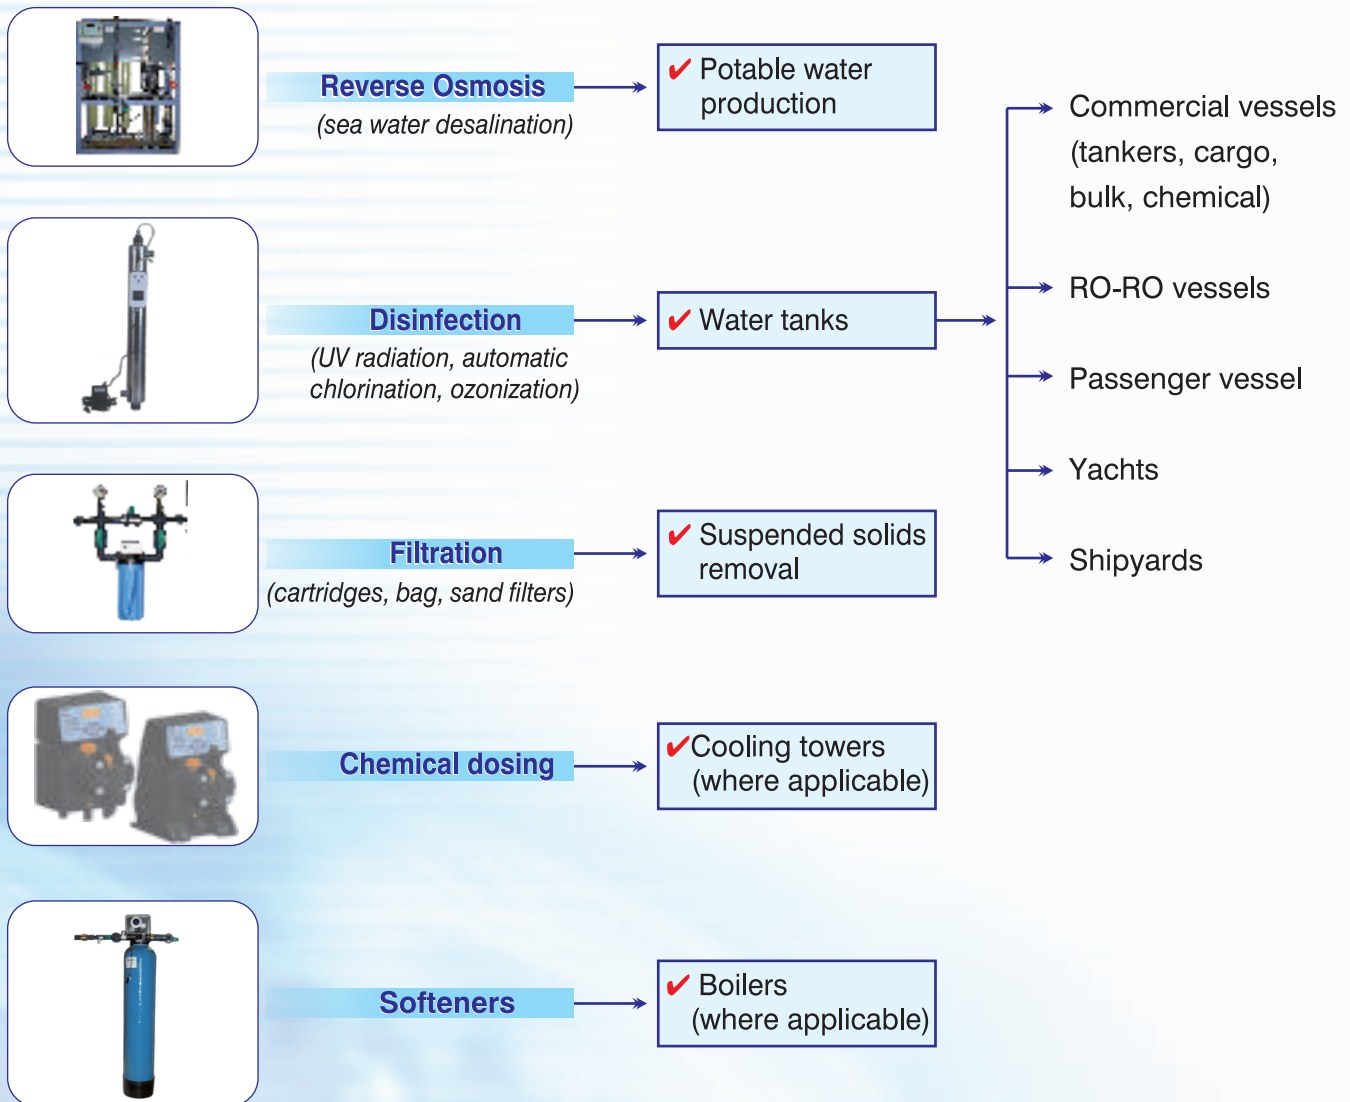 Reverse Osmosis
(sea water desalination)
✔ Potable water
production
Disinfection
(UV radiation, automatic
chlorination, ozonization)
✔ Water tanks
Commercial vessels
(tankers, cargo,
bulk, chemical)
RO-RO vessels
Passenger vessel
Yachts
Shipyards
Filtration
(cartridges, bag, sand filters)
✔ Suspended solids
removal
Chemical dosing
✔Cooling towers
(where applicable)
Softeners
✔ Boilers
(where applicable)